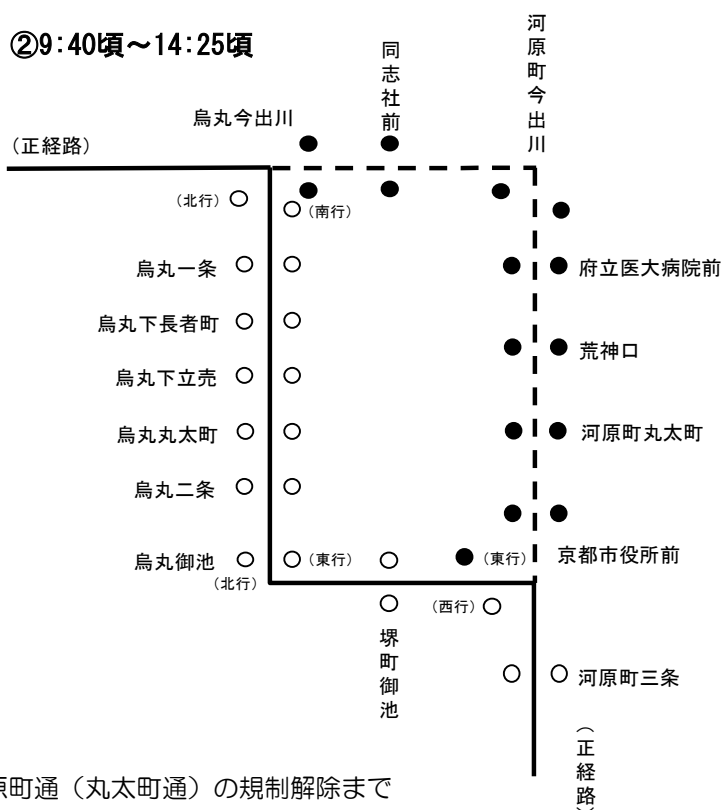 ②9:40頃～14:25頃
同志社前
河原町今出川
烏丸今出川
(正経路)
(北行)
(南行)
烏丸一条
府立医大病院前
烏丸下長者町
荒神口
烏丸下立売
烏丸丸太町
河原町丸太町
烏丸二条
烏丸御池
(東行)
(東行)
京都市役所前
(北行)
(西行)
堺町御池
河原町三条
(正経路)
原町通（丸太町通）の規制解除まで